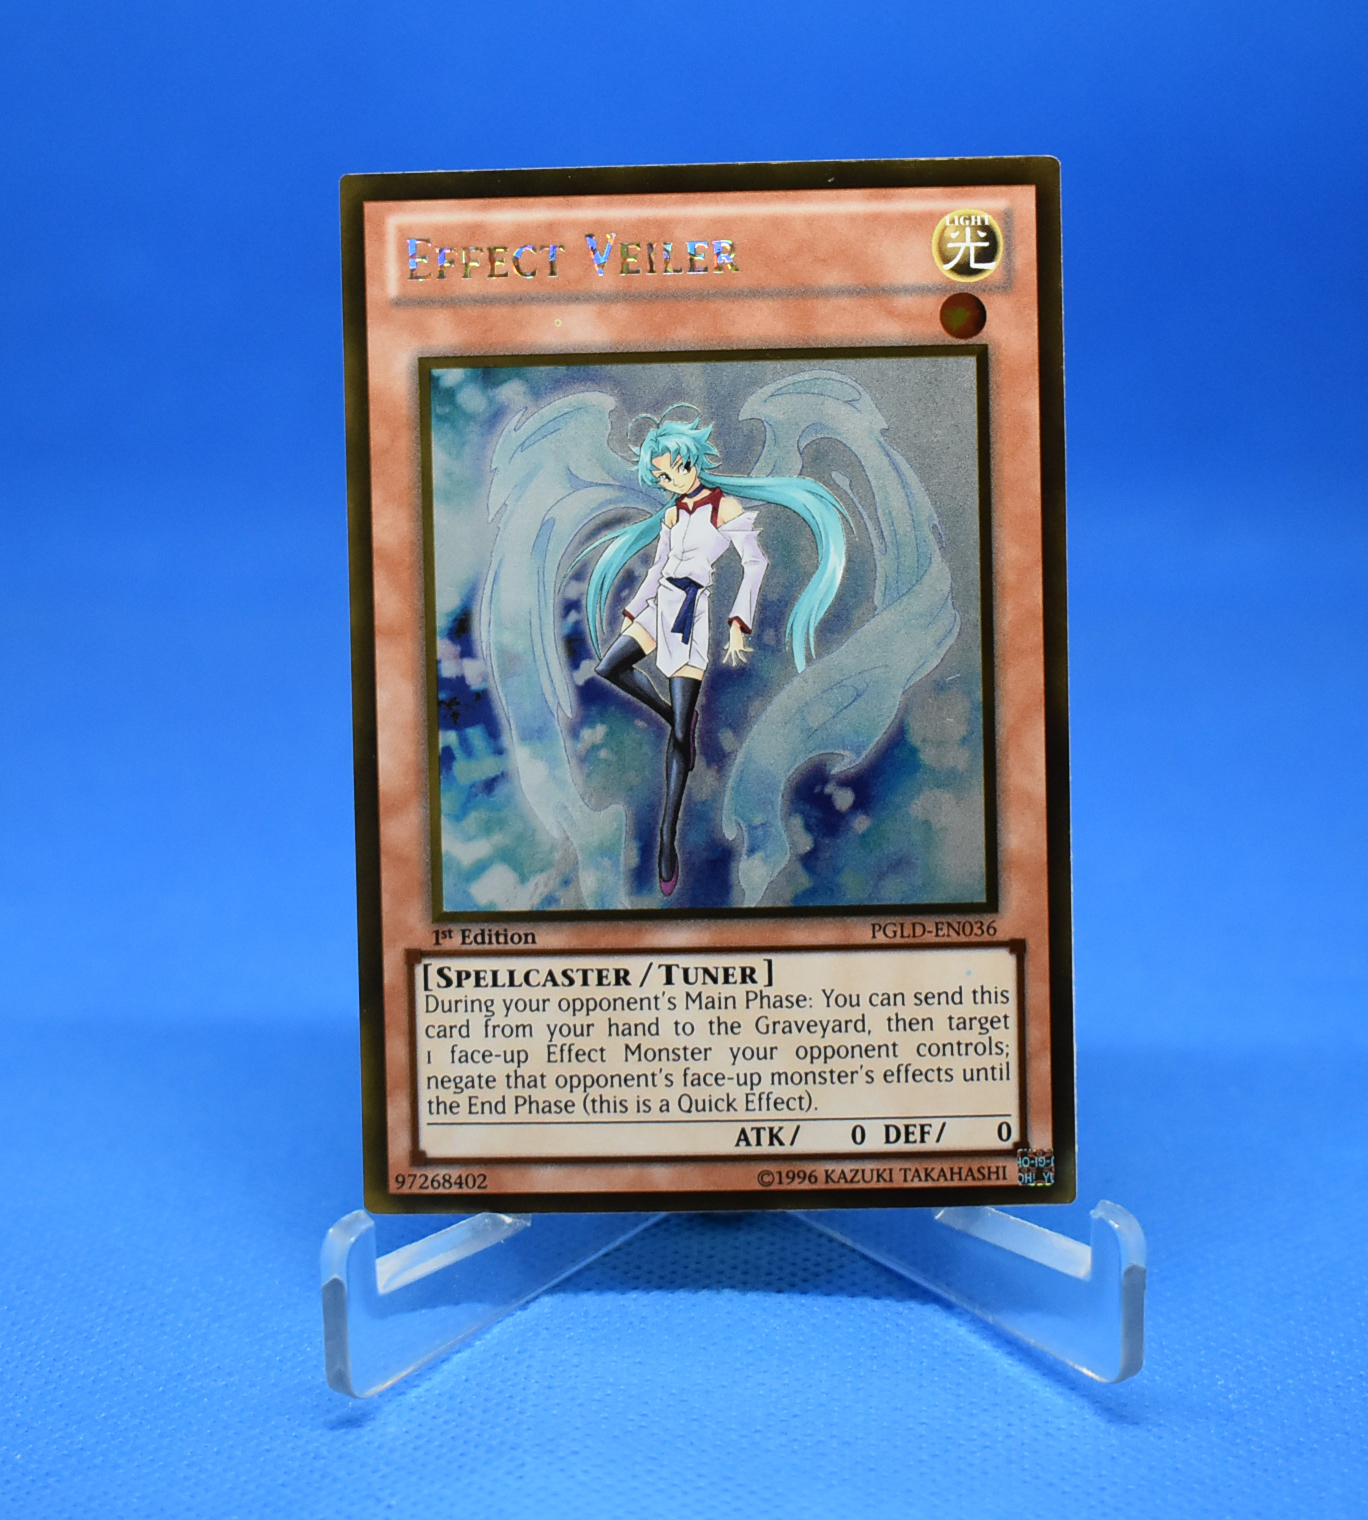 EFFECT VEILER
LIGHT
光
1st Edition
PGLD-EN036
[SPELLCASTER / TUNER]
During your opponent's Main Phase: You can send this
card from your hand to the Graveyard, then target
1 face-up Effect Monster your opponent controls;
negate that opponent's face-up monster's effects until
the End Phase (this is a Quick Effect).
ATK/ 0 DEF/ 0
97268402
©1996 KAZUKI TAKAHASHI